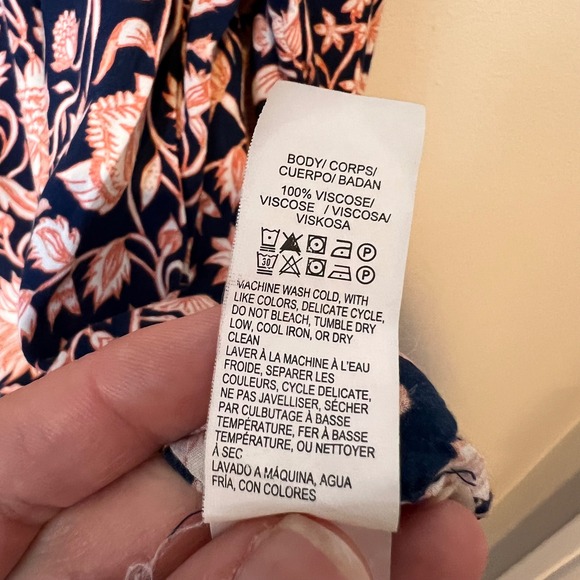 BODY/ CORPS/
CUERPO/ BADAN
100% VISCOSE/
VISCOSE / VISCOSA/
VISKOSA
P
30 P
MACHINE WASH COLD, WITH
LIKE COLORS, DELICATE CYCLE,
DO NOT BLEACH, TUMBLE DRY
LOW, COOL IRON, OR DRY
CLEAN
LAVER À LA MACHINE À L'EAU
FROIDE, SEPARER LES
COULEURS, CYCLE DELICATE,
NE PAS JAVELLISER, SÉCHER
PAR CULBUTAGE À BASSE
TEMPÉRATURE, FER À BASSE
TEMPÉRATURE, OU NETTOYER
À SEC
LAVADO A MÁQUINA, AGUA
FRÍA, CON COLORES